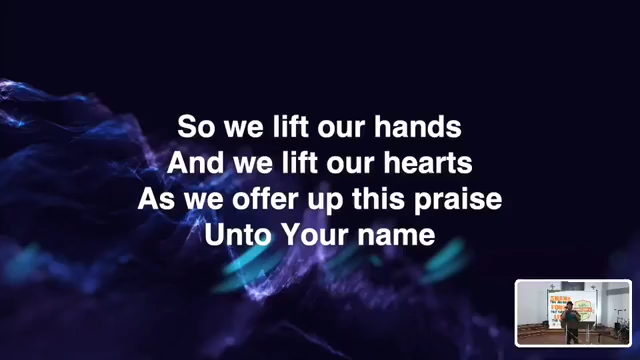 So we lift our hands
And we lift our hearts
As we offer up this praise
Unto Your name